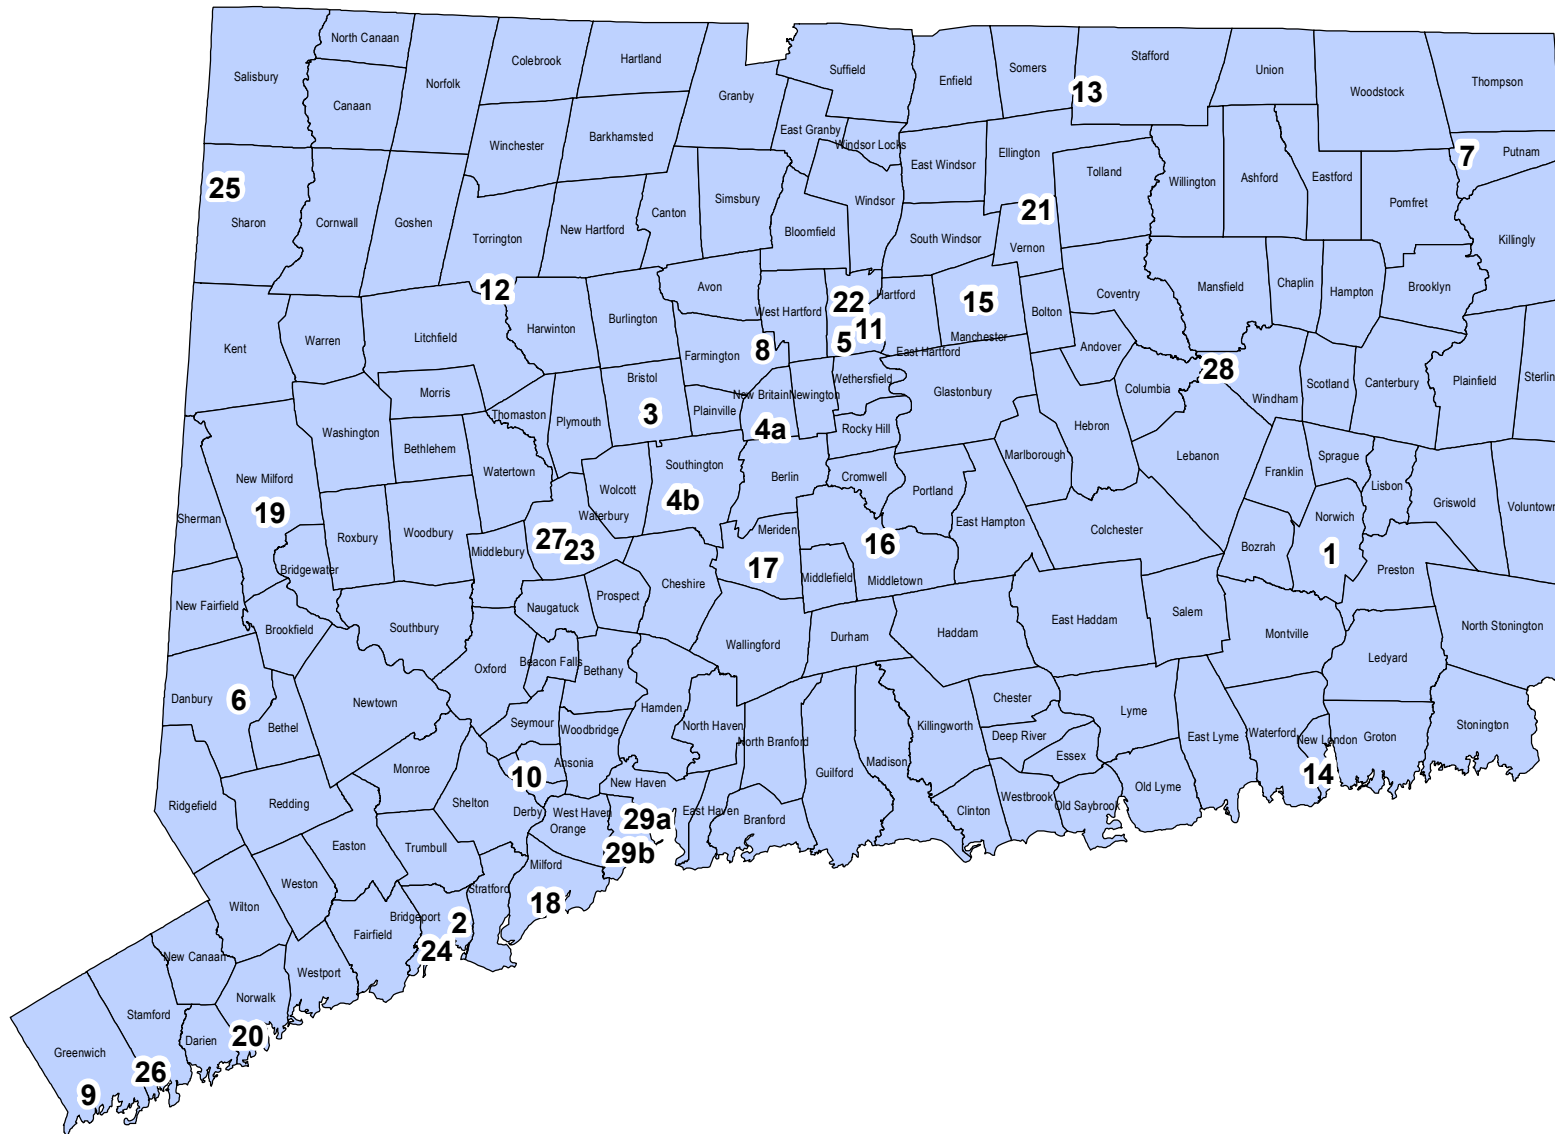 North Canaan
Colebrook
Hartland
Salisbury
Norfolk
Canaan
Granby
Suffield
Enfield
Somers
Stafford
Union
Woodstock
Thompson
13
East Granby
Windsor Locks
Winchester
Barkhamsted
East Windsor
Ellington
Tolland
Willington
Ashford
Eastford
7
Putnam
25
Sharon
Cornwall
Goshen
Torrington
New Hartford
Canton
Simsbury
Bloomfield
Windsor
South Windsor
21
Vernon
Pomfret
Killingly
12
Avon
West Hartford
22
Hartford
15
Manchester
Bolton
Coventry
Mansfield
Chaplin
Hampton
Brooklyn
Kent
Warren
Litchfield
Harwinton
Burlington
Farmington
8
5
11
East Hartford
Andover
28
Morris
Bristol
3
Plainville
New Britain
Newington
4a
Wethersfield
Glastonbury
Columbia
Windham
Scotland
Canterbury
Plainfield
Sterlin
Washington
Bethlehem
Thomaston
Plymouth
Watertown
Rocky Hill
Marlborough
Hebron
Lebanon
Franklin
Sprague
Lisbon
Griswold
Voluntown
New Milford
19
Sherman
Wolcott
Southington
4b
Berlin
Cromwell
Portland
East Hampton
Colchester
Bozrah
Norwich
1
Preston
Roxbury
Woodbury
Waterbury
27
23
Middlebury
Meriden
17
Middlefield
16
Middletown
Bridgewater
Cheshire
New Fairfield
Brookfield
Southbury
Naugatuck
Prospect
Wallingford
Durham
Haddam
East Haddam
Salem
Montville
Ledyard
North Stonington
Danbury
6
Bethel
Newtown
Oxford
Beacon Falls
Bethany
Seymour
Woodbridge
Hamden
North Haven
North Branford
Guilford
Madison
Killingworth
Chester
Deep River
Essex
Lyme
East Lyme
Waterford
New London
14
Groton
Stonington
Ridgefield
Redding
Monroe
Shelton
10
Ansonia
Derby
New Haven
West Haven
Orange
29a
29b
East Haven
Branford
Clinton
Westbrook
Old Saybrook
Old Lyme
Easton
Trumbull
Weston
Wilton
Stratford
Milford
18
Bridgeport
2
24
Fairfield
New Canaan
Westport
Norwalk
20
Stamford
Darien
26
Greenwich
9